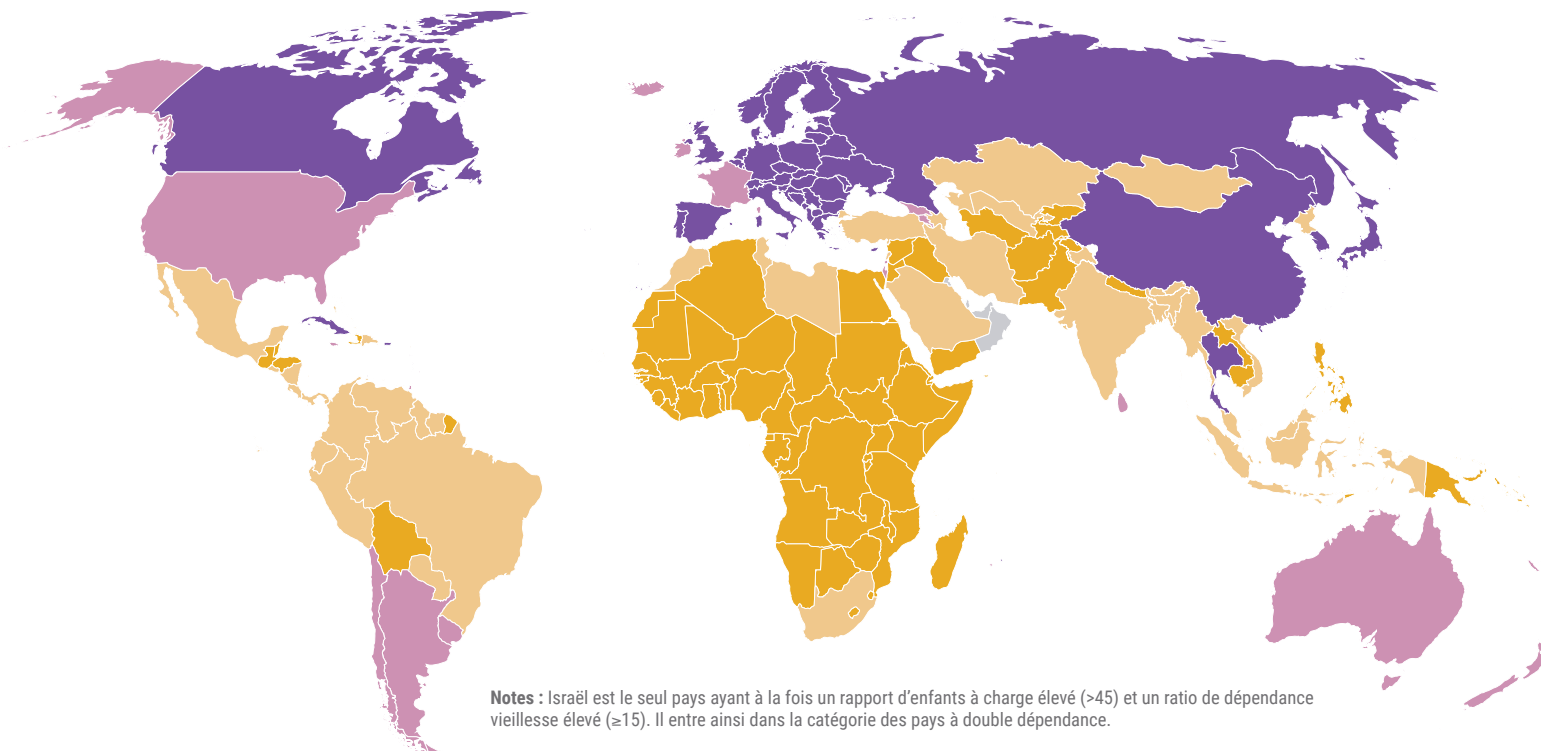 Notes : Israël est le seul pays ayant à la fois un rapport d’enfants à charge élevé (>45) et un ratio de dépendance
vieillesse élevé (≥15). Il entre ainsi dans la catégorie des pays à double dépendance.